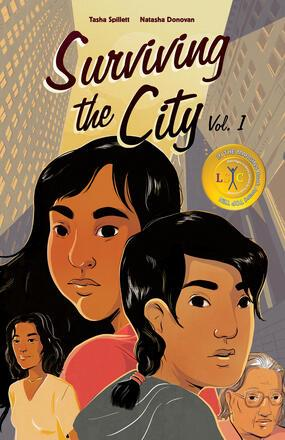 Tasha Spillett Natasha Donovan
Surviving
the City
Vol. 1
L C